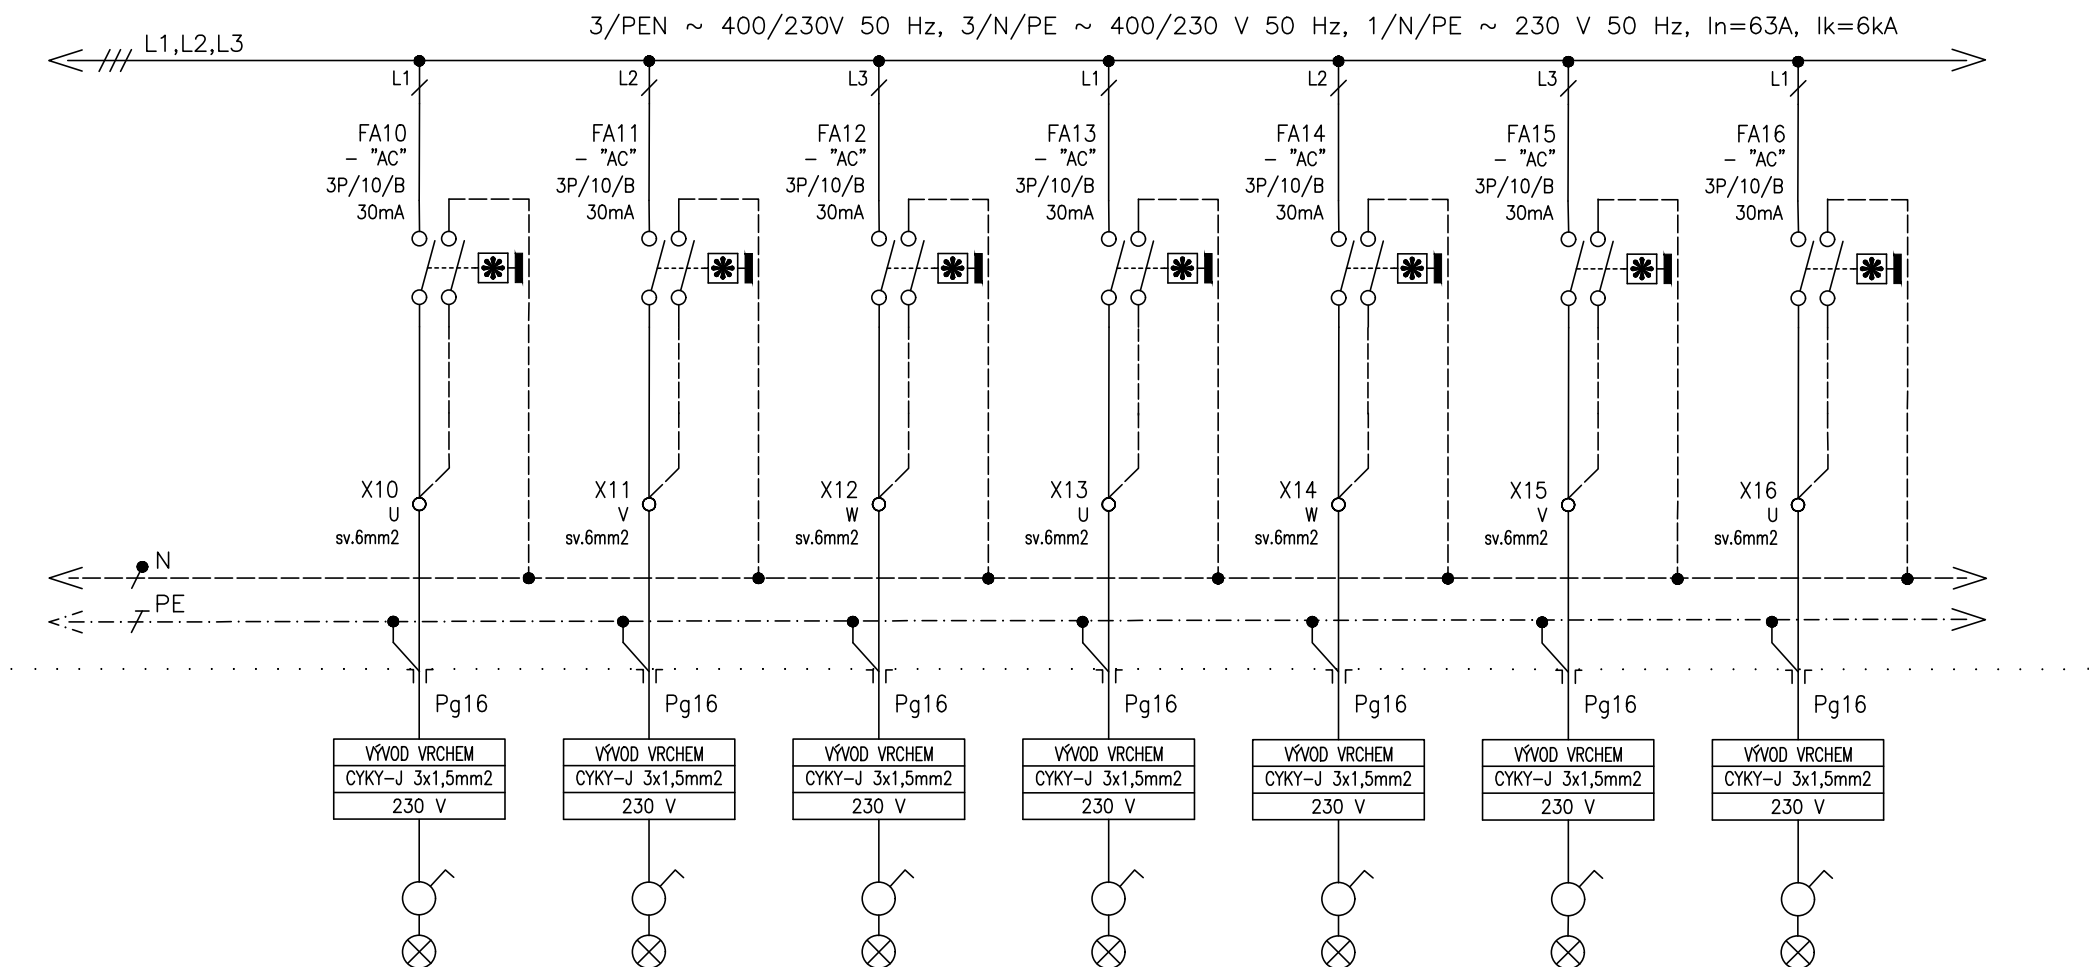 3/PEN ~ 400/230V 50 Hz, 3/N/PE ~ 400/230 V 50 Hz, 1/N/PE ~ 230 V 50 Hz, In=63A, Ik=6kA
L1,L2,L3
L1 L2 L3 L1 L2 L3 L1
FA10 FA11 FA12 FA13 FA14 FA15 FA16
– "AC" – "AC" – "AC" – "AC" – "AC" – "AC" – "AC"
3P/10/B 3P/10/B 3P/10/B 3P/10/B 3P/10/B 3P/10/B 3P/10/B
30mA 30mA 30mA 30mA 30mA 30mA 30mA
X10 X11 X12 X13 X14 X15 X16
U V W U W V U
sv.6mm2 sv.6mm2 sv.6mm2 sv.6mm2 sv.6mm2 sv.6mm2 sv.6mm2
N
PE
Pg16 Pg16 Pg16 Pg16 Pg16 Pg16 Pg16
VÝVOD VRCHEM VÝVOD VRCHEM VÝVOD VRCHEM VÝVOD VRCHEM VÝVOD VRCHEM VÝVOD VRCHEM VÝVOD VRCHEM
CYKY–J 3x1,5mm2 CYKY–J 3x1,5mm2 CYKY–J 3x1,5mm2 CYKY–J 3x1,5mm2 CYKY–J 3x1,5mm2 CYKY–J 3x1,5mm2 CYKY–J 3x1,5mm2
230 V 230 V 230 V 230 V 230 V 230 V 230 V